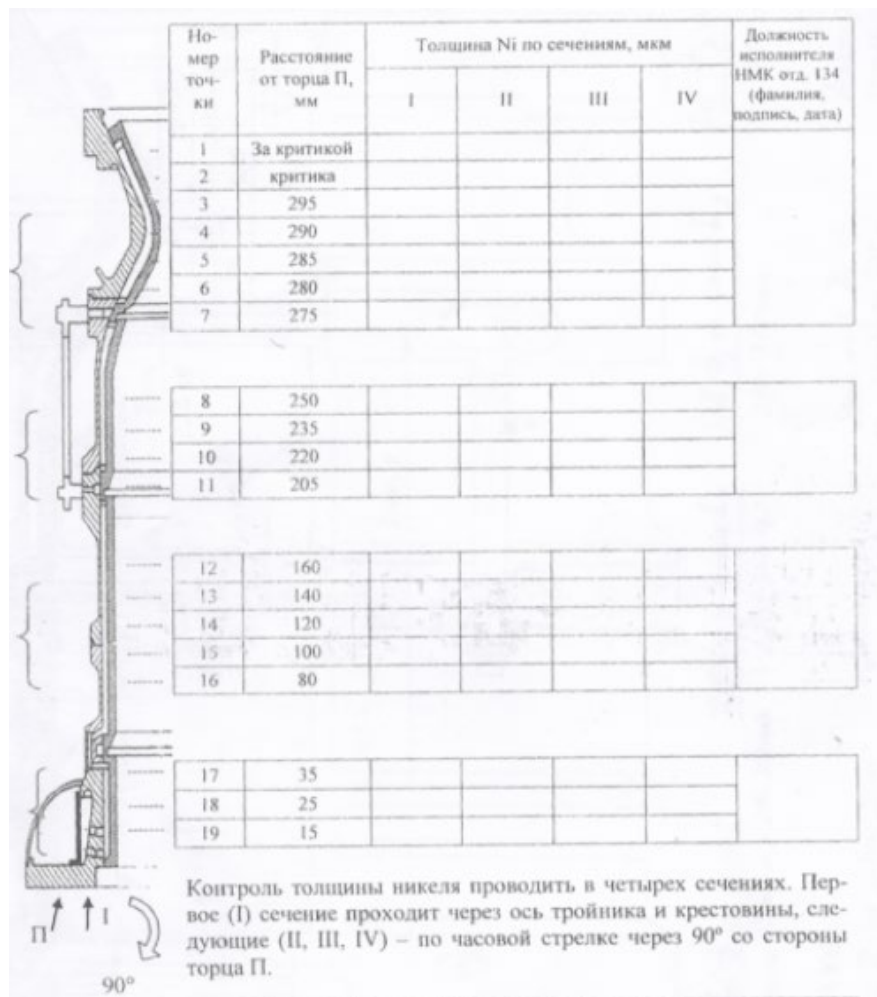 Но-
мер
точ-
ки
Расстояние
от торца П,
мм
Толщина Ni по сечениям, мкм
I II III IV
Должность
исполнителя
НМК отд. 134
(фамилия,
подпись, дата)
1 За критикой
2 критика
3 295
4 290
5 285
6 280
7 275
8 250
9 235
10 220
11 205
12 160
13 140
14 120
15 100
16 80
17 35
18 25
19 15
П I
90°
Контроль толщины никеля проводить в четырех сечениях. Пер-
вое (I) сечение проходит через ось тройника и крестовины, сле-
дующие (II, III, IV) – по часовой стрелке через 90° со стороны
торца П.